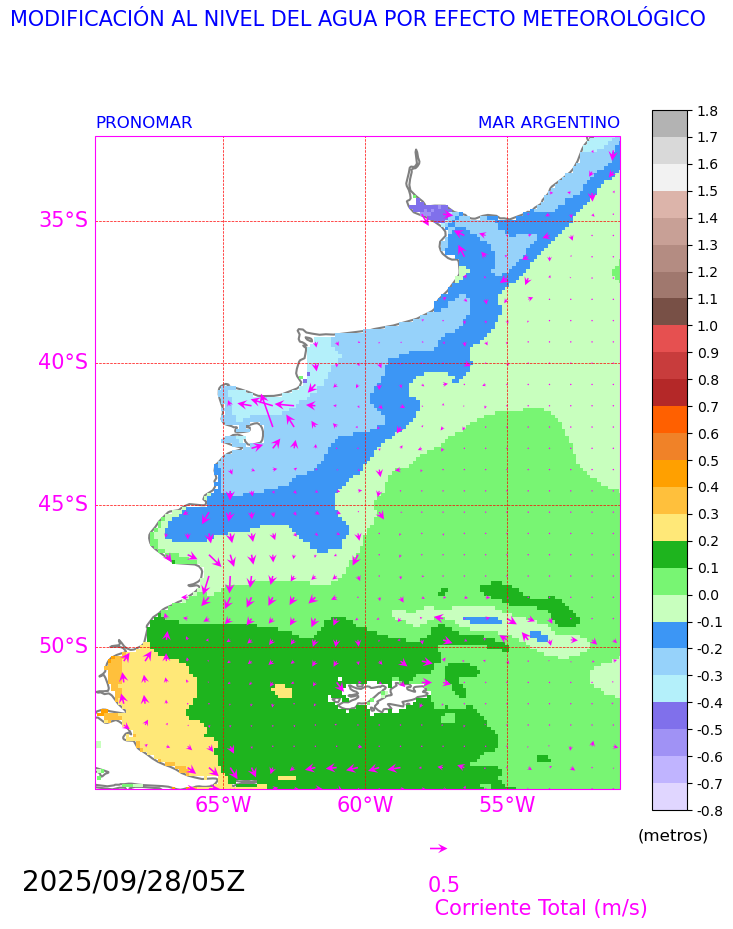 MODIFICACIÓN AL NIVEL DEL AGUA POR EFECTO METEOROLÓGICO
PRONOMAR
MAR ARGENTINO
35°S
40°S
45°S
50°S
65°W
60°W
55°W
1.8
1.7
1.6
1.5
1.4
1.3
1.2
1.1
1.0
0.9
0.8
0.7
0.6
0.5
0.4
0.3
0.2
0.1
0.0
-0.1
-0.2
-0.3
-0.4
-0.5
-0.6
-0.7
-0.8
(metros)
2025/09/28/05Z
0.5
Corriente Total (m/s)